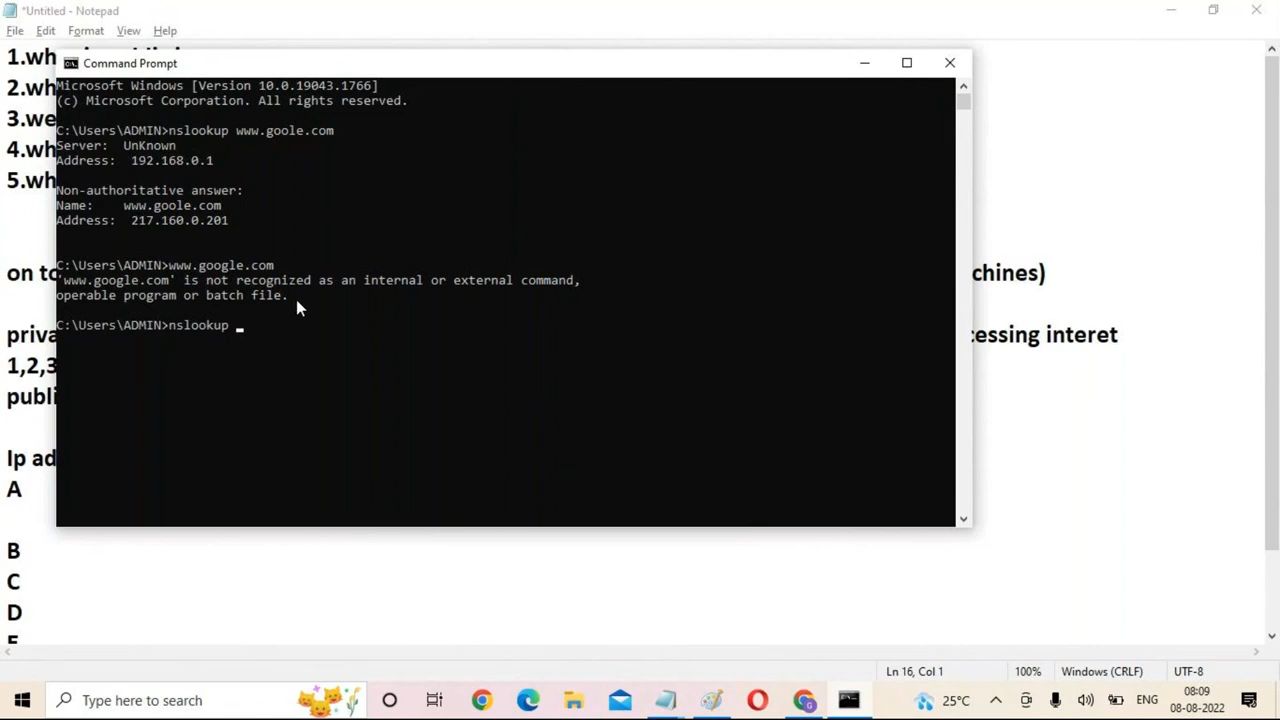 *Untitled - Notepad
File Edit Format View Help
1.wh
2.wh
3.we
4.wh
5.wh
on to
chines)
priva
cessing interet
1,2,3
publi
Ip ad
A
B
C
D
Command Prompt
Microsoft Windows [Version 10.0.19043.1766]
(c) Microsoft Corporation. All rights reserved.
C:\Users\ADMIN>nslookup www.goole.com
Server: UnKnown
Address: 192.168.0.1
Non-authoritative answer:
Name: www.goole.com
Address: 217.160.0.201
C:\Users\ADMIN>www.google.com
'www.google.com' is not recognized as an internal or external command,
operable program or batch file.
C:\Users\ADMIN>nslookup
Ln 16, Col 1 100% Windows (CRLF) UTF-8
Type here to search
25°C ENG 08:09
08-08-2022